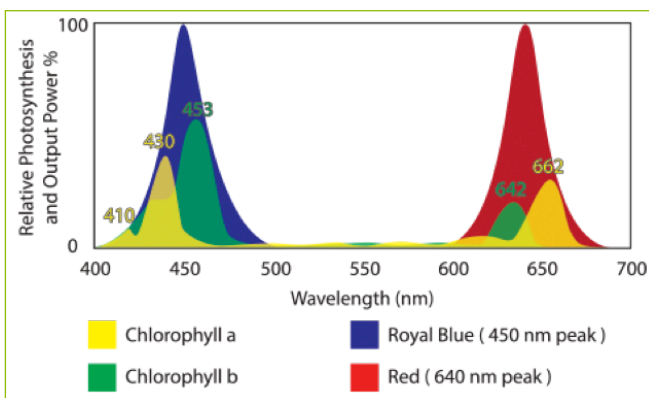 Relative Photosynthesis
and Output Power %
100
0
410
430
453
642
662
400
450
500
550
600
650
700
Wavelength (nm)
Chlorophyll a
Royal Blue ( 450 nm peak )
Chlorophyll b
Red ( 640 nm peak )